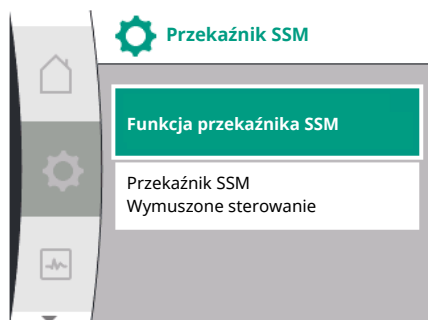 Przekaźnik SSM
Funkcja przekaźnika SSM
Przekaźnik SSM
Wymuszone sterowanie